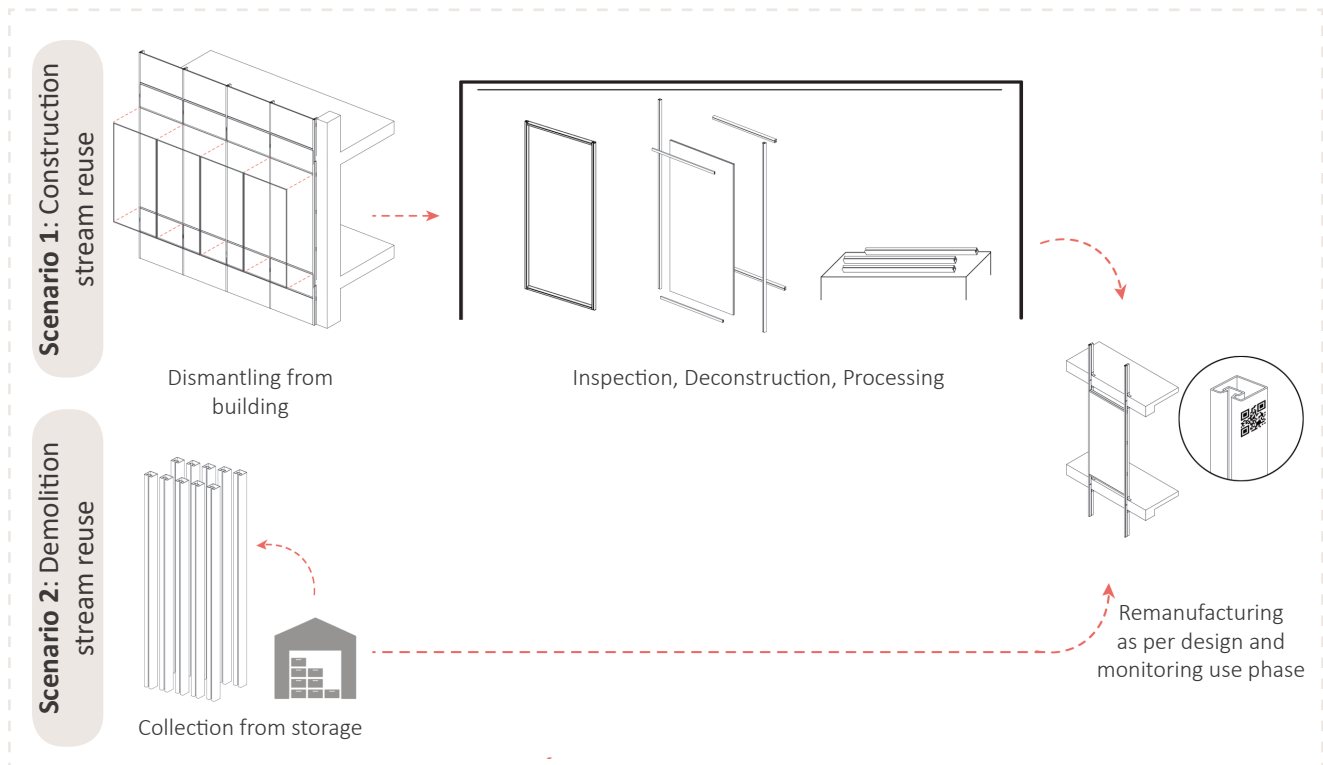 Scenario 1: Construction
stream reuse
Dismantling from
building
Inspection, Deconstruction, Processing
Scenario 2: Demolition
stream reuse
Collection from storage
Remanufacturing
as per design and
monitoring use phase